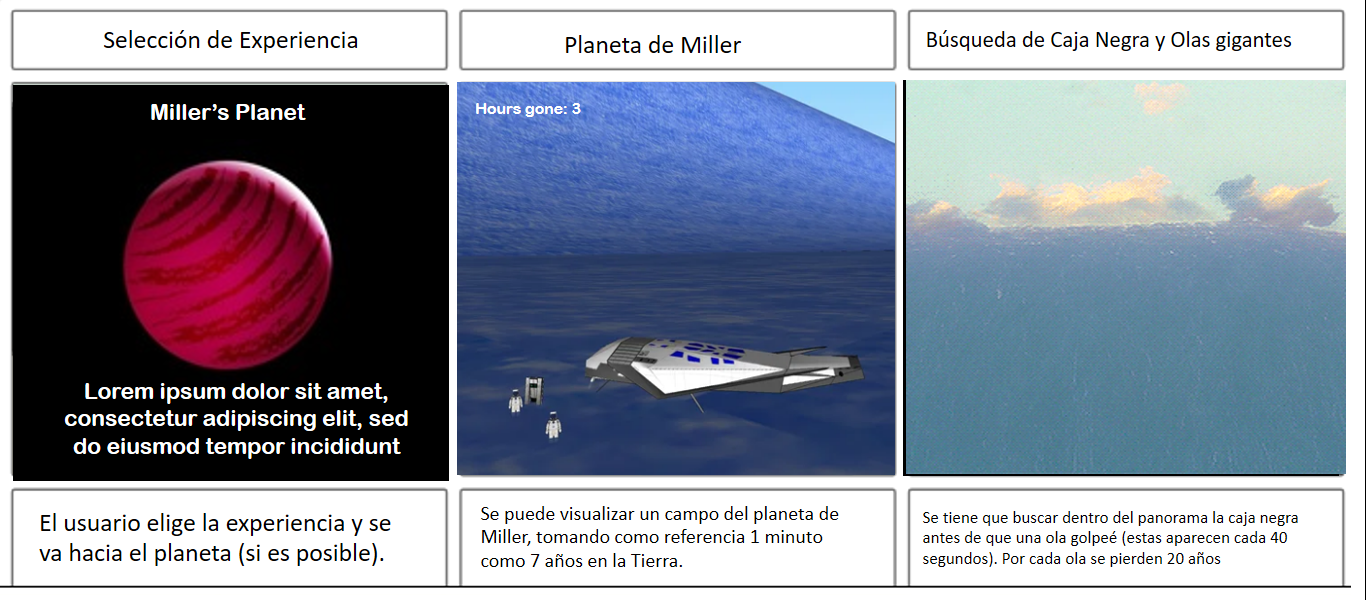 Selección de Experiencia
Planeta de Miller
Búsqueda de Caja Negra y Olas gigantes
Miller’s Planet
Lorem ipsum dolor sit amet,
consectetur adipiscing elit, sed
do eiusmod tempor incididunt
Hours gone: 3
El usuario elige la experiencia y se
va hacia el planeta (si es posible).
Se puede visualizar un campo del planeta de
Miller, tomando como referencia 1 minuto
como 7 años en la Tierra.
Se tiene que buscar dentro del panorama la caja negra
antes de que una ola golpeé (estas aparecen cada 40
segundos). Por cada ola se pierden 20 años